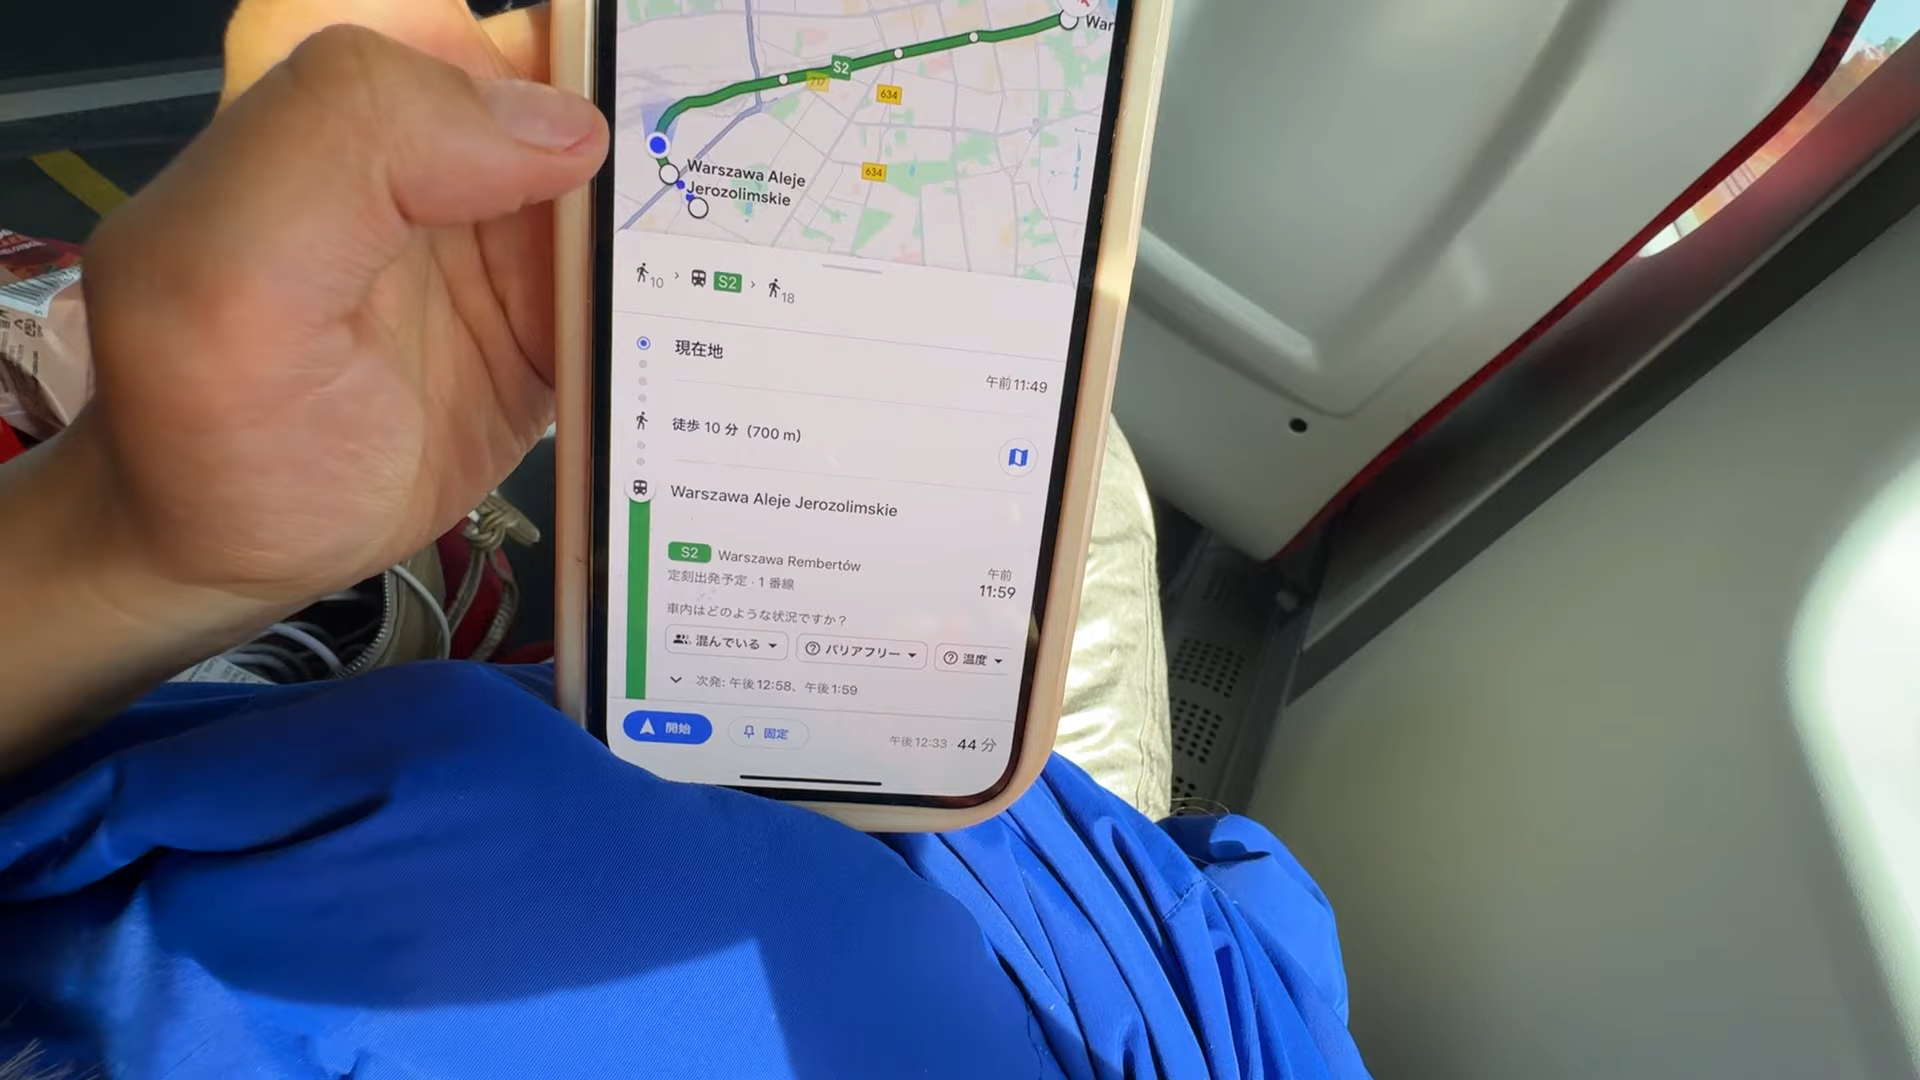 War
S2
717
634
634
Warszawa Aleje
Jerozolimskie
10 S2 18
現在地
午前 11:49
徒歩 10 分（700 m）
Warszawa Aleje Jerozolimskie
S2 Warszawa Rembertów
定刻出発予定 · 1 番線
午前
11:59
車内はどのような状況ですか？
混んでいる バリアフリー 温度
次発: 午後12:58、午後1:59
開始 固定 午後12:33 · 44 分